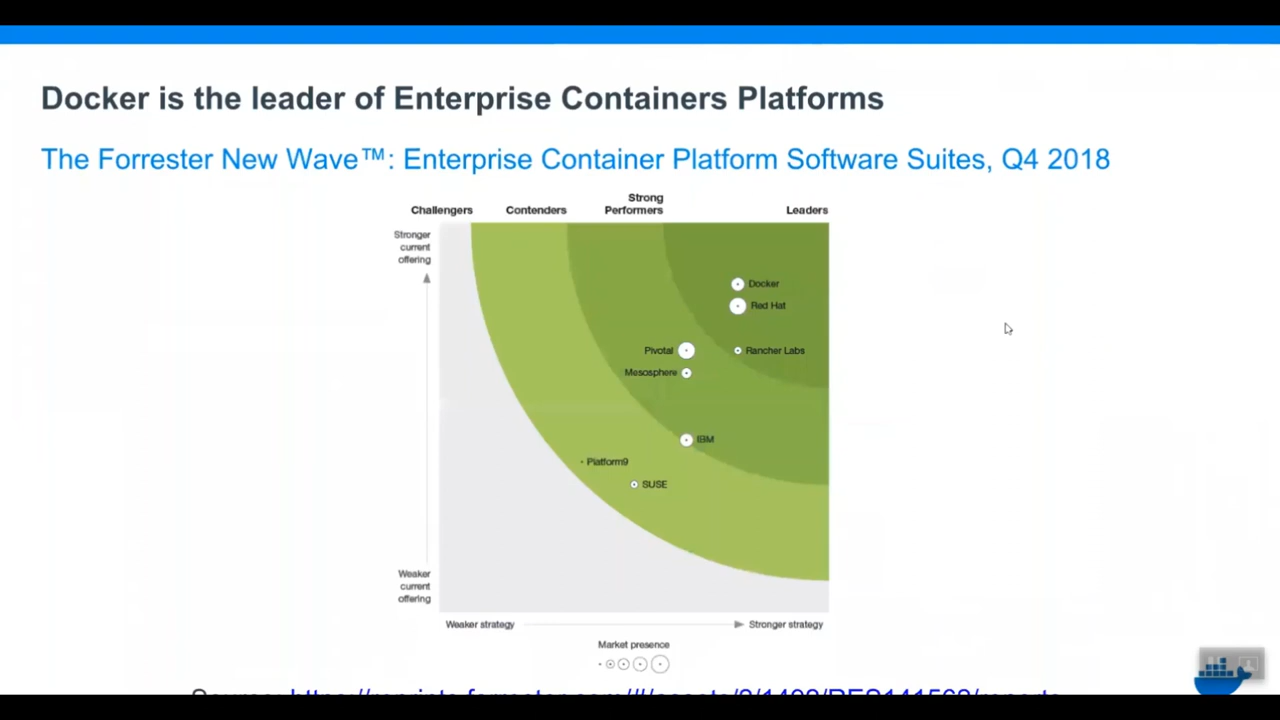 Docker is the leader of Enterprise Containers Platforms
The Forrester New Wave™: Enterprise Container Platform Software Suites, Q4 2018
Challengers
Contenders
Strong
Performers
Leaders
Stronger
current
offering
Docker
Red Hat
Pivotal
Rancher Labs
Mesosphere
IBM
Platform9
SUSE
Weaker
current
offering
Weaker strategy
Stronger strategy
Market presence